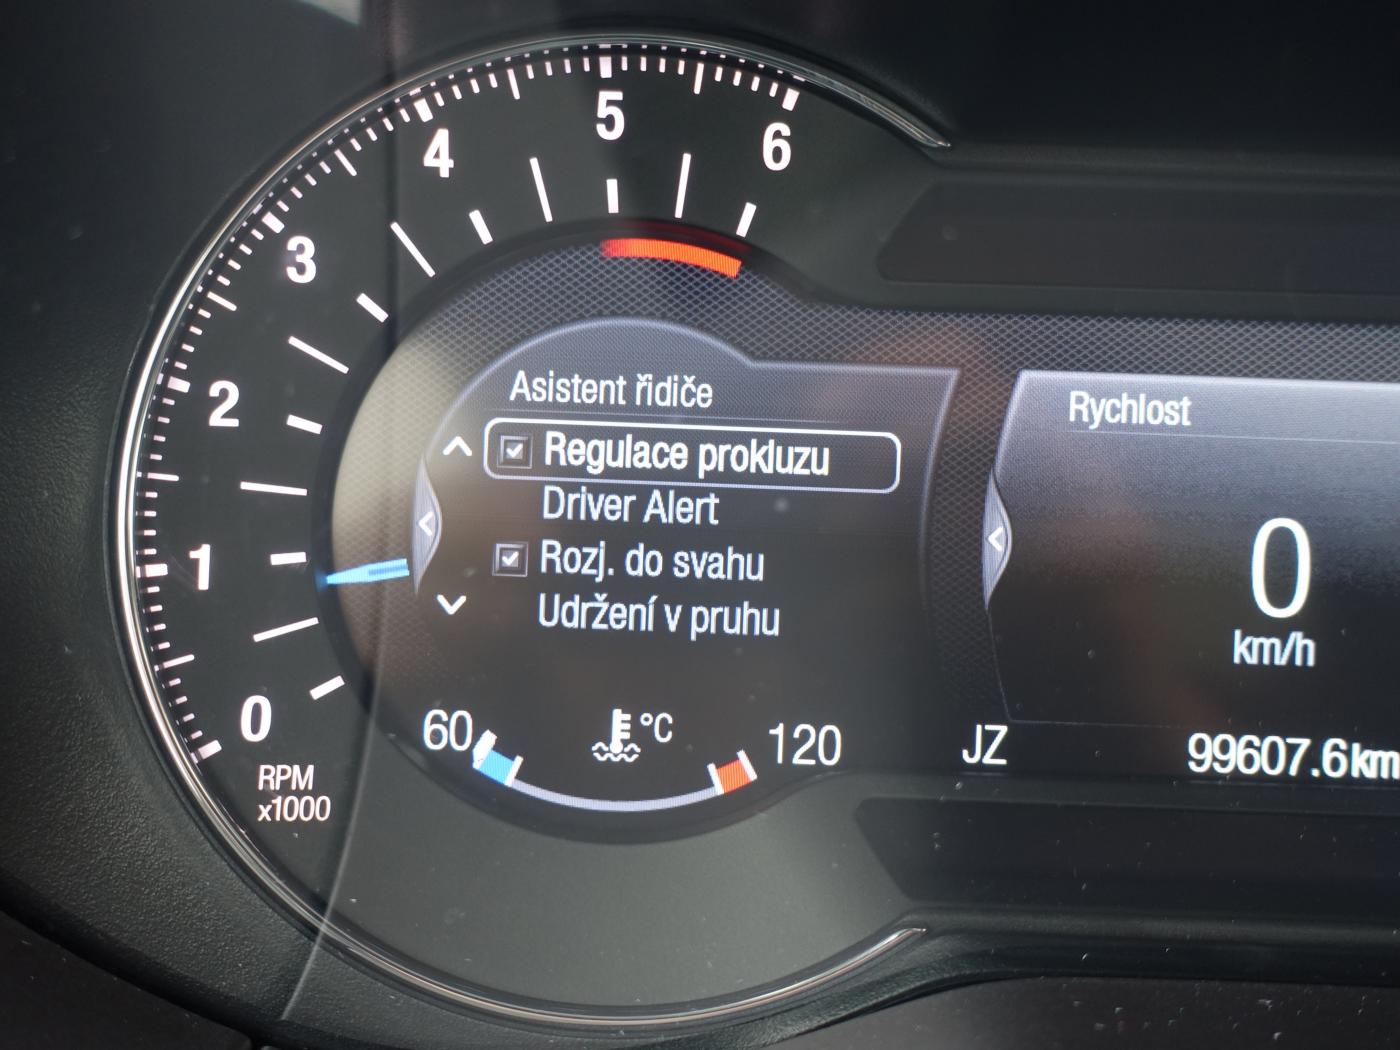 0
1
2
3
4
5
6
RPM
x1000
Asistent řidiče
Regulace prokluzu
Driver Alert
Rozj. do svahu
Udržení v pruhu
60
°C
120
Rychlost
0
km/h
JZ
99607.6km